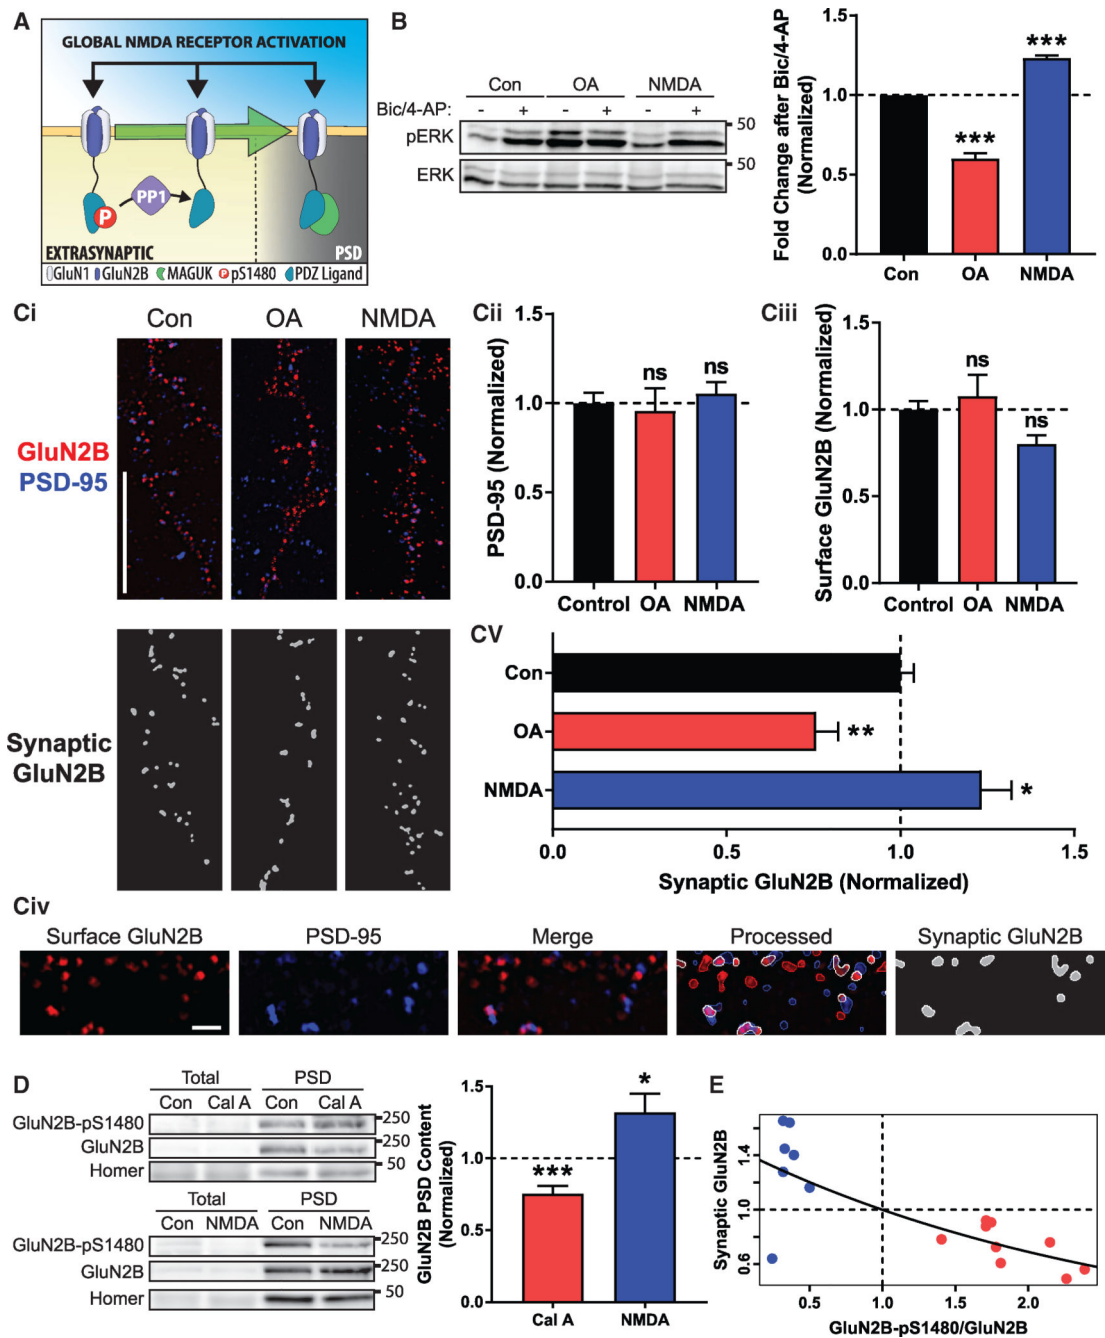 A
GLOBAL NMDA RECEPTOR ACTIVATION
P
PP1
EXTRASYNAPTIC
PSD
GluN1 GluN2B MAGUK P pS1480 PDZ Ligand
B
Con OA NMDA
Bic/4-AP: - + - + - +
pERK
50
ERK
50
Fold Change after Bic/4-AP
(Normalized)
1.5
1.0
0.5
0.0
***
***
Con OA NMDA
Ci
Con OA NMDA
GluN2B
PSD-95
Synaptic
GluN2B
Cii
PSD-95 (Normalized)
1.5
1.0
0.5
0.0
ns
ns
Control OA NMDA
Ciii
Surface GluN2B (Normalized)
1.5
1.0
0.5
0.0
ns
ns
Control OA NMDA
CV
Con
OA
NMDA
**
*
0.0 0.5 1.0 1.5
Synaptic GluN2B (Normalized)
Civ
Surface GluN2B PSD-95 Merge Processed Synaptic GluN2B
D
Total PSD
Con Cal A Con Cal A
GluN2B-pS1480
250
GluN2B
250
Homer
50
Total PSD
Con NMDA Con NMDA
GluN2B-pS1480
250
GluN2B
250
Homer
50
GluN2B PSD Content
(Normalized)
1.5
1.0
0.5
0.0
***
*
Cal A NMDA
E
Synaptic GluN2B
1.4
1.0
0.6
0.5 1.0 1.5 2.0
GluN2B-pS1480/GluN2B